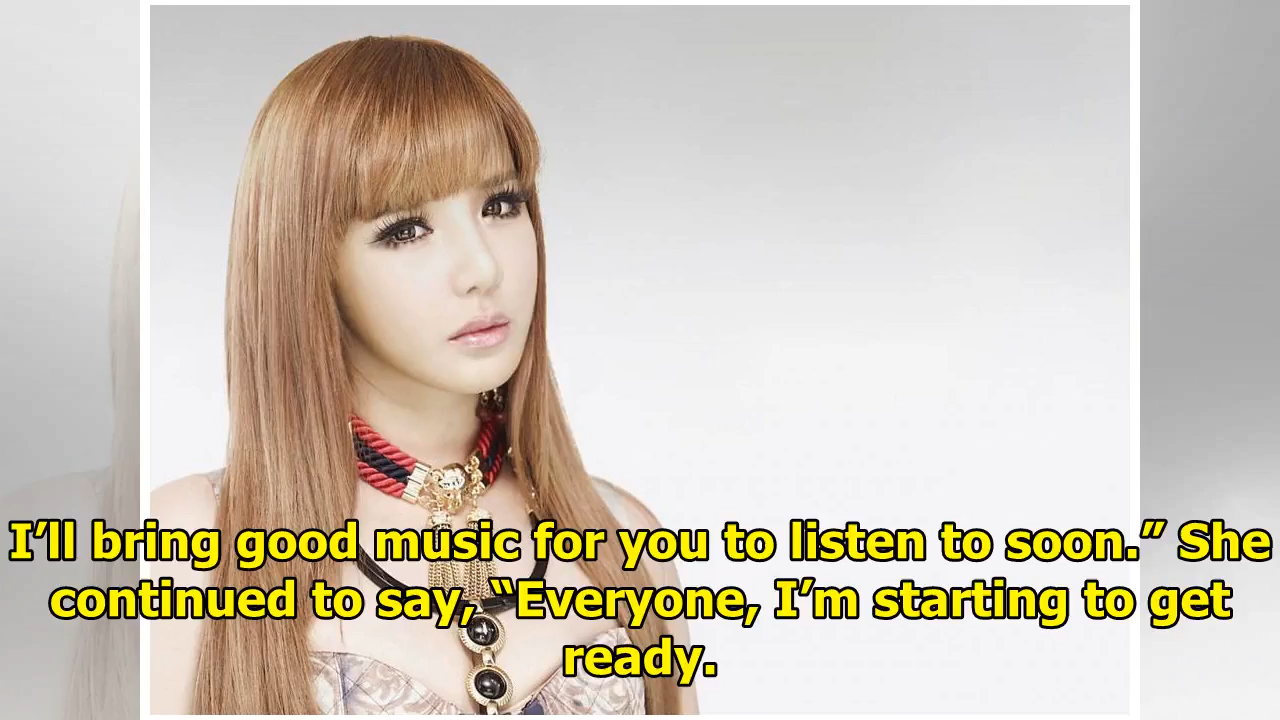 I’ll bring good music for you to listen to soon.” She
continued to say, “Everyone, I’m starting to get
ready.